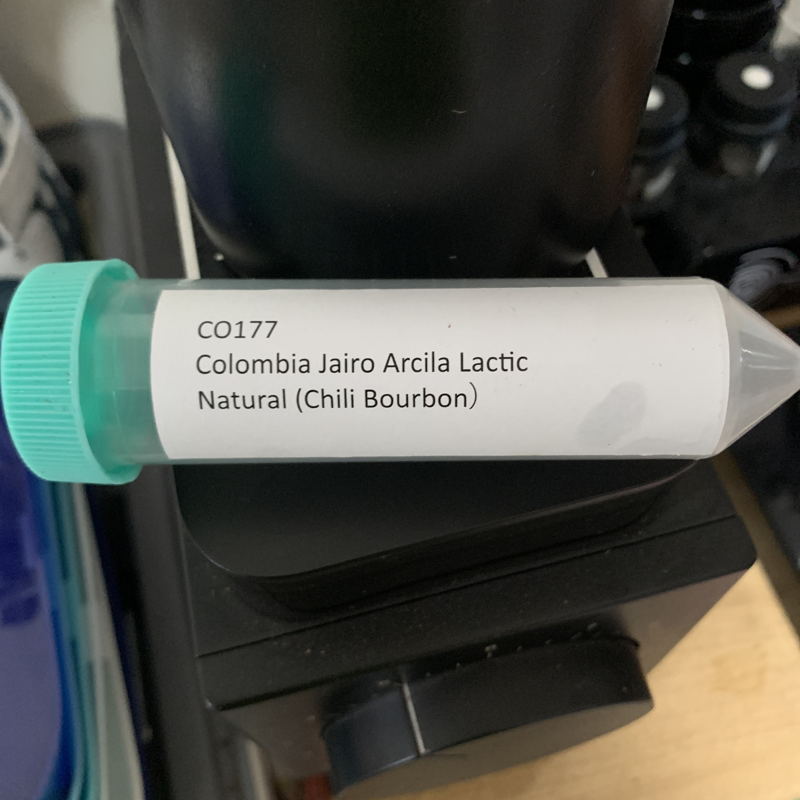 CO177
Colombia Jairo Arcila Lactic
Natural (Chili Bourbon）